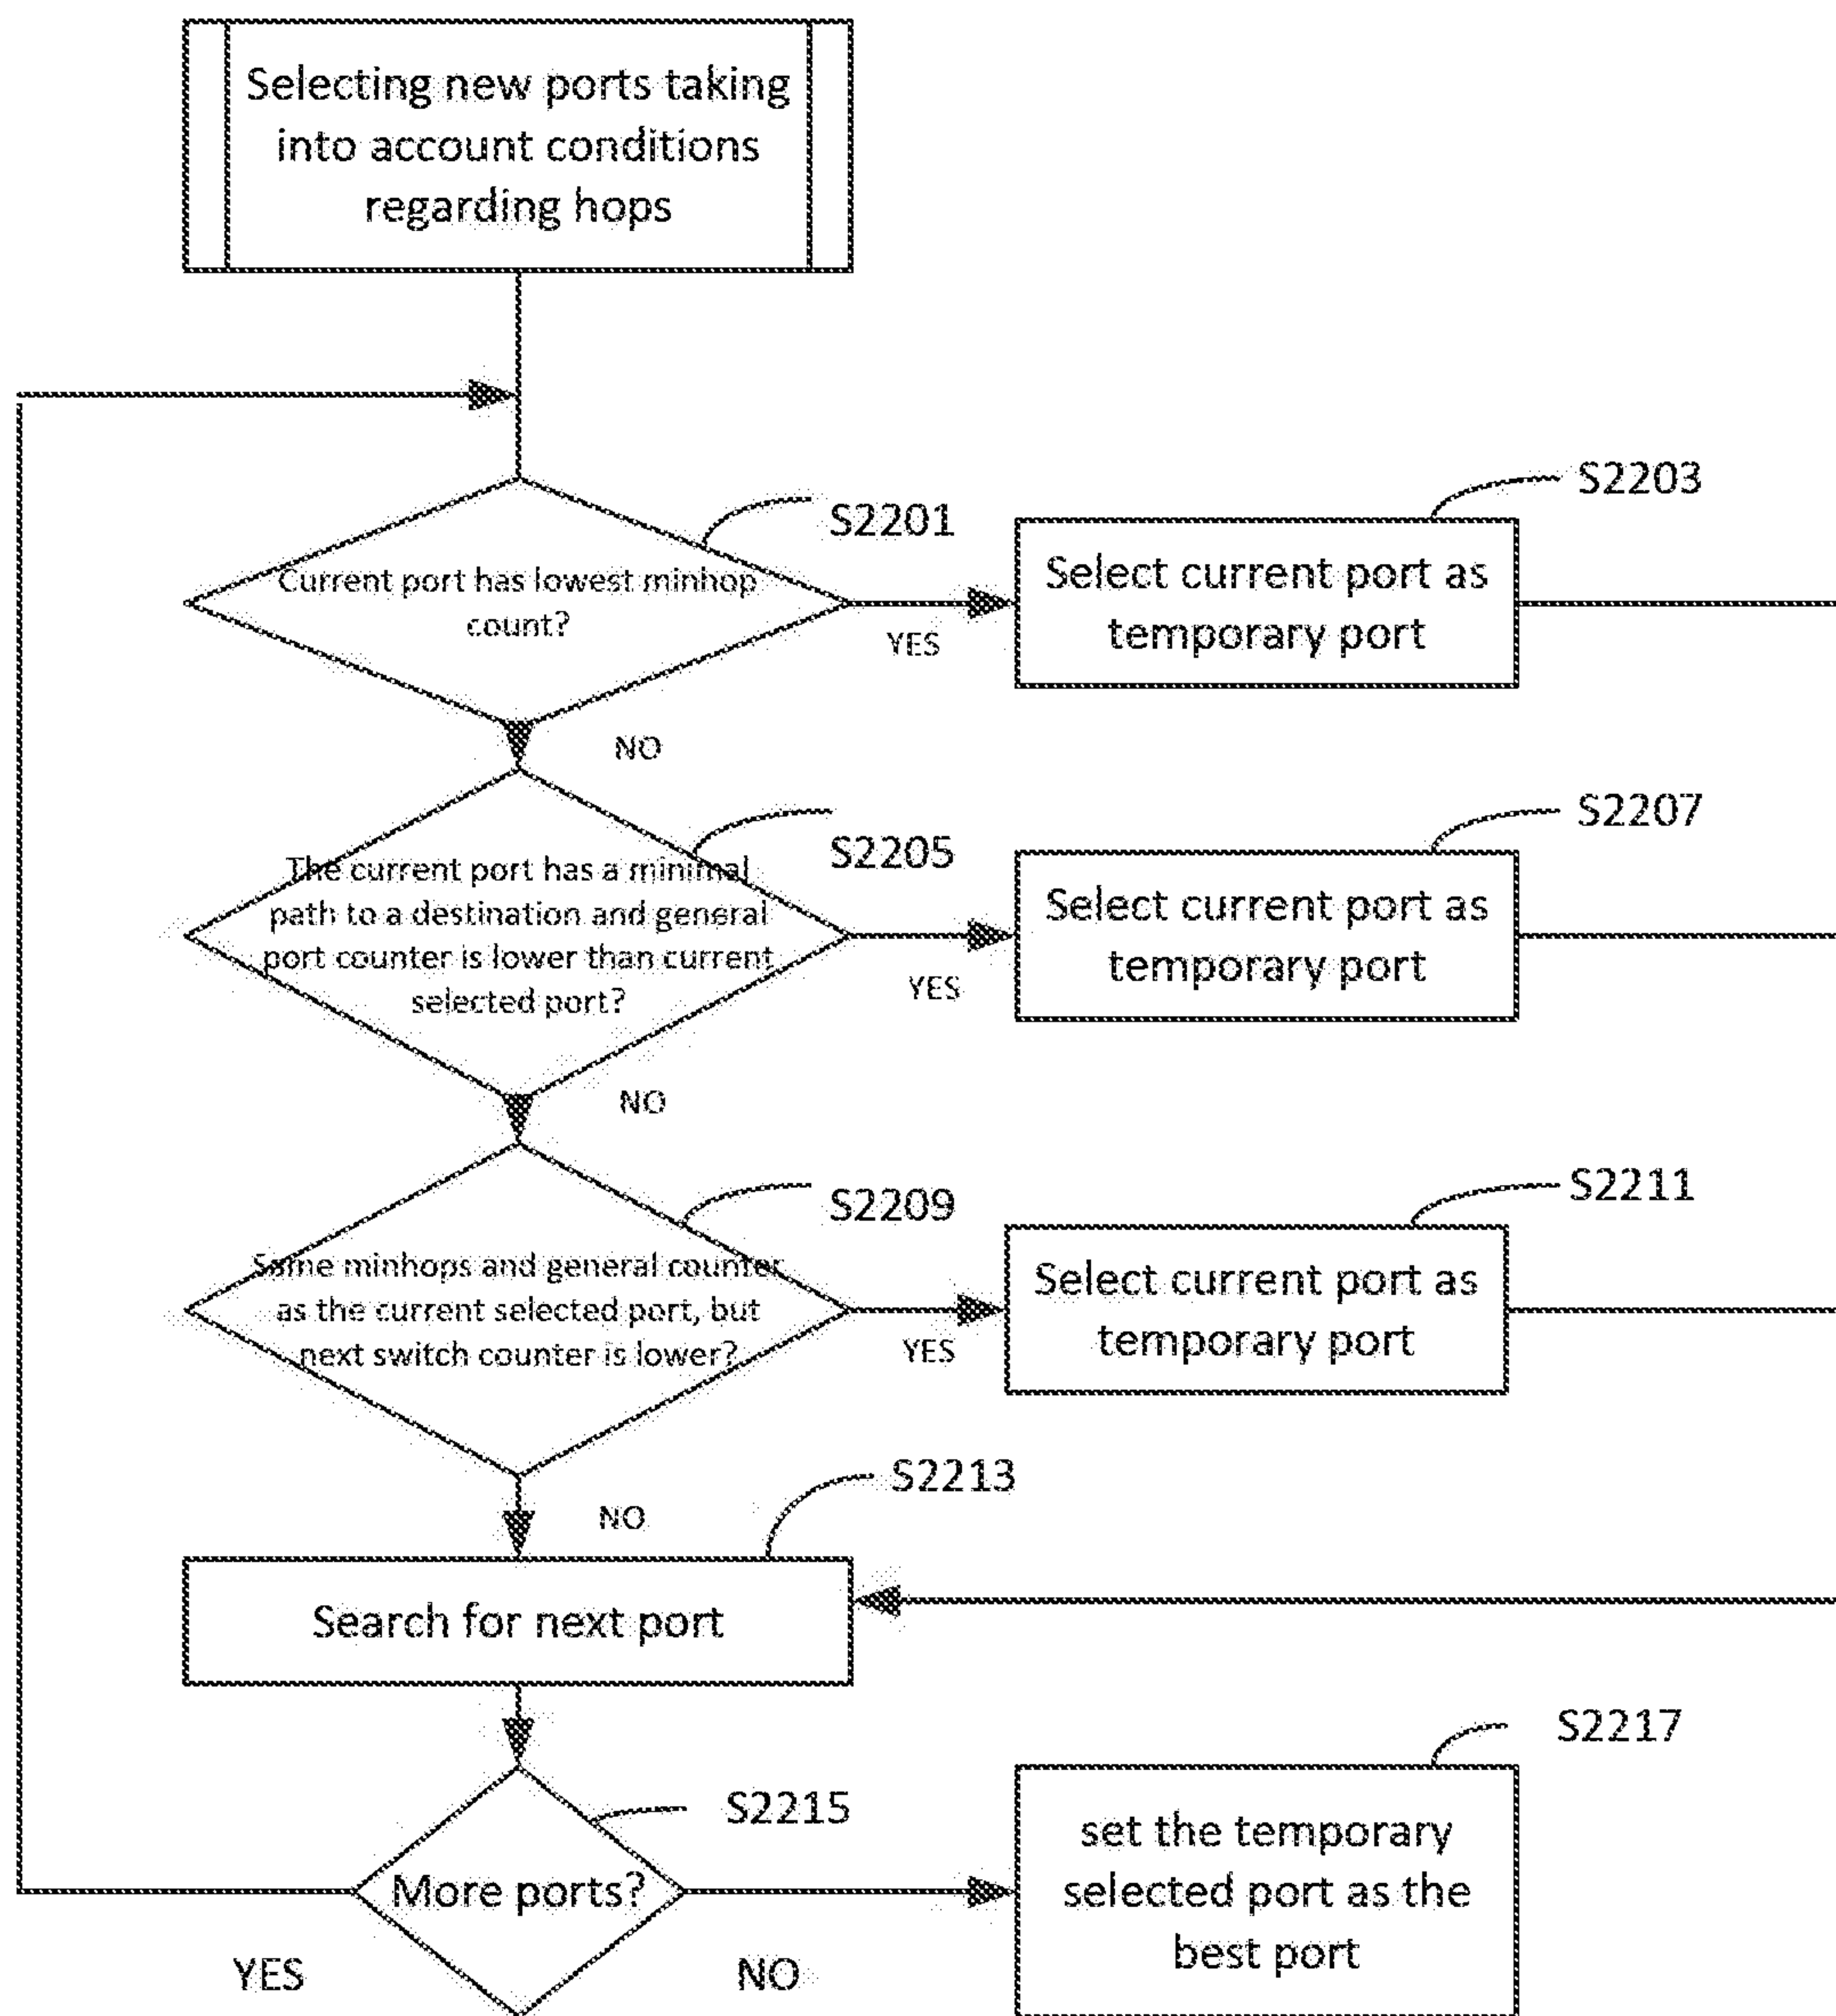 Selecting new ports taking
into account conditions
regarding hops
S2201
Current port has lowest minhop
count?
YES
NO
S2203
Select current port as
temporary port
S2205
The current port has a minimal
path to a destination and general
port counter is lower than current
selected port?
YES
NO
S2207
Select current port as
temporary port
S2209
Same minhops and general counter
as the current selected port, but
next switch counter is lower?
YES
NO
S2211
Select current port as
temporary port
S2213
Search for next port
S2215
More ports?
YES
NO
S2217
set the temporary
selected port as the
best port